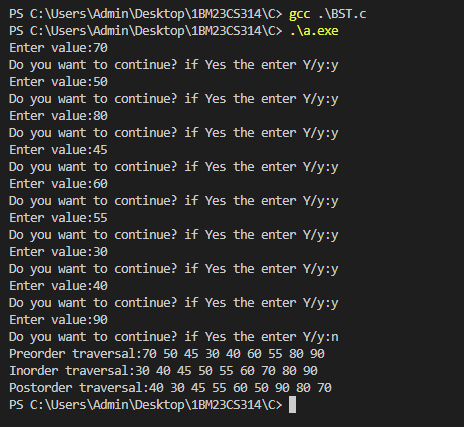 PS C:\Users\Admin\Desktop\1BM23CS314\C> gcc .\BST.c
PS C:\Users\Admin\Desktop\1BM23CS314\C> .\a.exe
Enter value:70
Do you want to continue? if Yes the enter Y/y:y
Enter value:50
Do you want to continue? if Yes the enter Y/y:y
Enter value:80
Do you want to continue? if Yes the enter Y/y:y
Enter value:45
Do you want to continue? if Yes the enter Y/y:y
Enter value:60
Do you want to continue? if Yes the enter Y/y:y
Enter value:55
Do you want to continue? if Yes the enter Y/y:y
Enter value:30
Do you want to continue? if Yes the enter Y/y:y
Enter value:40
Do you want to continue? if Yes the enter Y/y:y
Enter value:90
Do you want to continue? if Yes the enter Y/y:n
Preorder traversal:70 50 45 30 40 60 55 80 90
Inorder traversal:30 40 45 50 55 60 70 80 90
Postorder traversal:40 30 45 55 60 50 90 80 70
PS C:\Users\Admin\Desktop\1BM23CS314\C>